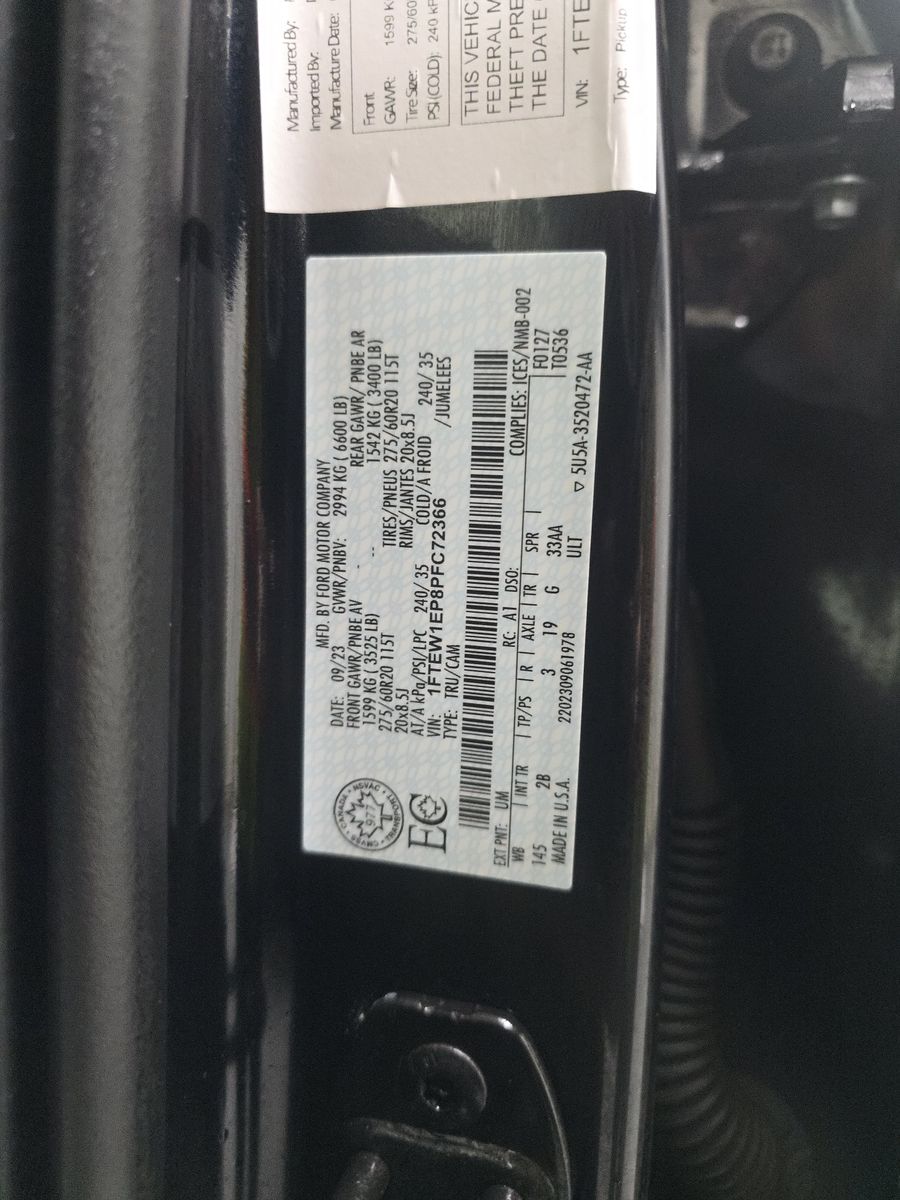 Manufactured By:
Imported By:
Manufacture Date:
Front
GAWR: 1599 K
Tire Size: 275/60
PSI (COLD): 240 kP
THIS VEHIC
FEDERAL M
THEFT PRE
THE DATE
VIN: 1FTE
Type: Pickup
CMVSS • CANADA • NSVAC • TRANSPORT
977
EC
DATE: 09/23 MFD. BY FORD MOTOR COMPANY
GVWR/PNBV: 2994 KG ( 6600 LB)
FRONT GAWR/PNBE AV REAR GAWR/ PNBE AR
1599 KG (3525 LB) -- 1542 KG ( 3400 LB)
275/60R20 115T TIRES/PNEUS 275/60R20 115T
20x8.5J RIMS/JANTES 20x8.5J
AT/A kPa/PSI/LPC 240/ 35 COLD/A FROID 240/ 35
VIN: 1FTEW1EP8PFC72366 /JUMELEES
TYPE: TRU/CAM
COMPLIES: ICES/NMB-002
EXT PNT: UM RC: A1 DSO: F0127
WB INT TR TP/PS R AXLE TR SPR T0536
145 2B 3 19 G 33AA
ULT
MADE IN U.S.A. 2202309061978 ▽ 5U5A-3520472-AA